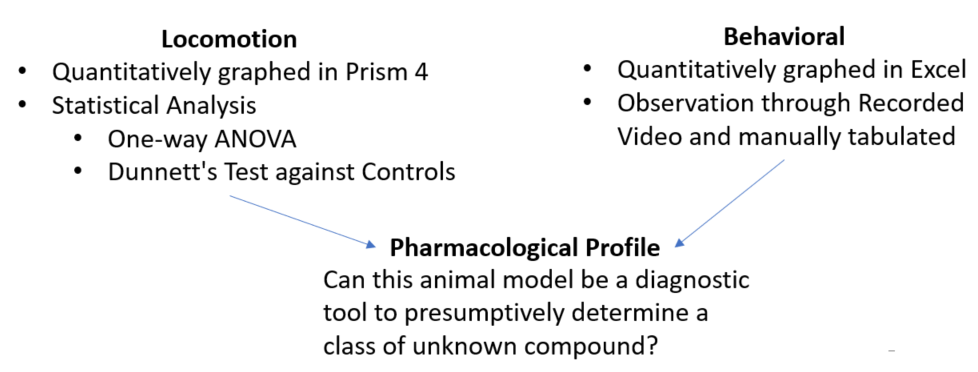 Locomotion
• Quantitatively graphed in Prism 4
• Statistical Analysis
• One-way ANOVA
• Dunnett's Test against Controls
Behavioral
• Quantitatively graphed in Excel
• Observation through Recorded
Video and manually tabulated
Pharmacological Profile
Can this animal model be a diagnostic
tool to presumptively determine a
class of unknown compound?